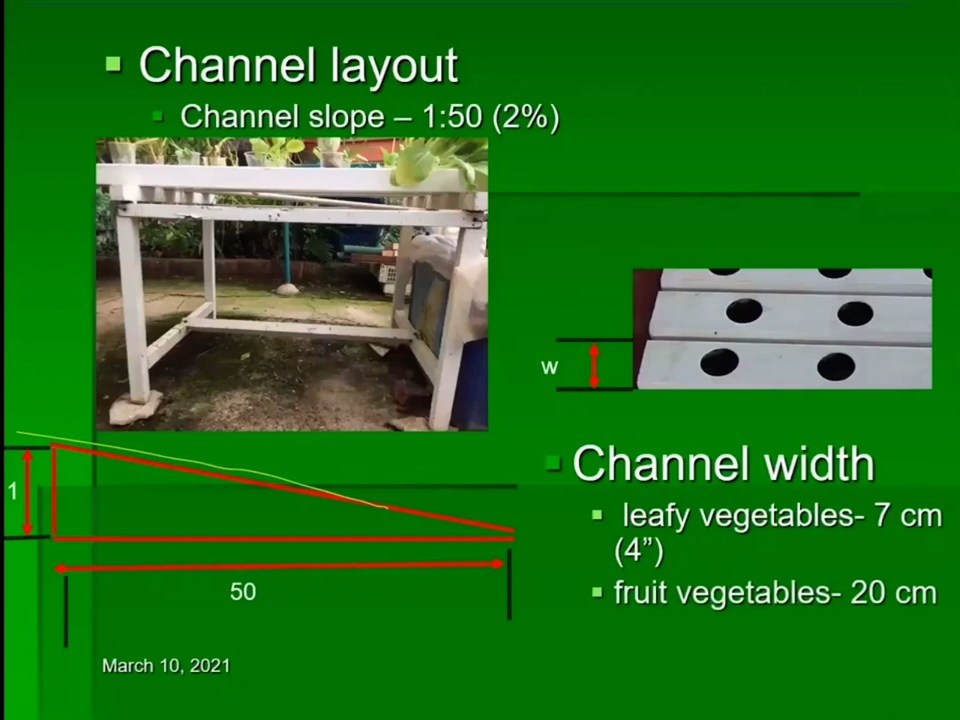 Channel layout
Channel slope – 1:50 (2%)
w
1
50
Channel width
leafy vegetables- 7 cm
(4”)
fruit vegetables- 20 cm
March 10, 2021